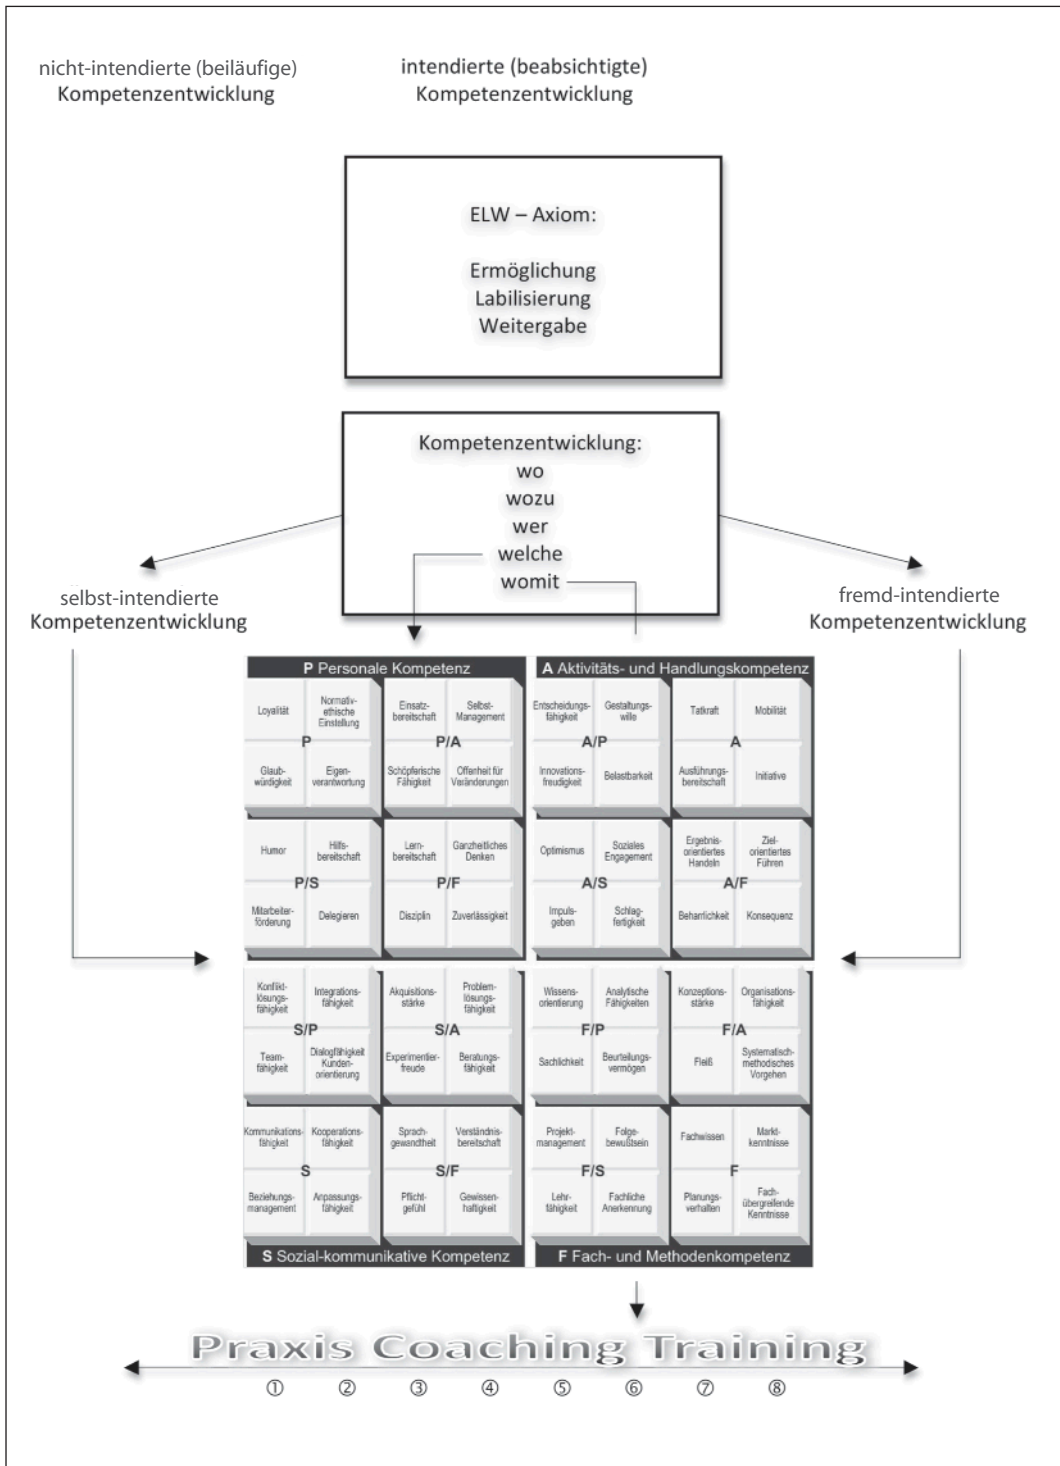 nicht-intendierte (beiläufige)
Kompetenzentwicklung
intendierte (beabsichtigte)
Kompetenzentwicklung
ELW – Axiom:
Ermöglichung
Labilisierung
Weitergabe
Kompetenzentwicklung:
wo
wozu
wer
welche
womit
selbst-intendierte
Kompetenzentwicklung
fremd-intendierte
Kompetenzentwicklung
P Personale Kompetenz
Loyalität
Normativ-
ethische
Einstellung
P
Glaub-
würdigkeit
Eigen-
verantwortung
Einsatz-
bereitschaft
Selbst-
Management
P/A
Schöpferische
Fähigkeit
Offenheit für
Veränderungen
Humor
Hilfs-
bereitschaft
P/S
Mitarbeiter-
förderung
Delegieren
Lern-
bereitschaft
Ganzheitliches
Denken
P/F
Disziplin
Zuverlässigkeit
A Aktivitäts- und Handlungskompetenz
Entscheidungs-
fähigkeit
Gestaltungs-
wille
A/P
Innovations-
freudigkeit
Belastbarkeit
Tatkraft
Mobilität
A
Ausführungs-
bereitschaft
Initiative
Optimismus
Soziales
Engagement
A/S
Impuls-
geben
Schlag-
fertigkeit
Ergebnis-
orientiertes
Handeln
Ziel-
orientiertes
Führen
A/F
Beharrlichkeit
Konsequenz
Konflikt-
lösungs-
fähigkeit
Integrations-
fähigkeit
S/P
Team-
fähigkeit
Dialogfähigkeit
Kunden-
orientierung
Akquisitions-
stärke
Problem-
lösungs-
fähigkeit
S/A
Experimentier-
freude
Beratungs-
fähigkeit
Kommunikations-
fähigkeit
Kooperations-
fähigkeit
S
Beziehungs-
management
Anpassungs-
fähigkeit
Sprach-
gewandtheit
Verständnis-
bereitschaft
S/F
Pflicht-
gefühl
Gewissen-
haftigkeit
S Sozial-kommunikative Kompetenz
Wissens-
orientierung
Analytische
Fähigkeiten
F/P
Sachlichkeit
Beurteilungs-
vermögen
Konzeptions-
stärke
Organisations-
fähigkeit
F/A
Fleiß
Systematisch-
methodisches
Vorgehen
Projekt-
management
Folge-
bewußtsein
F/S
Lehr-
fähigkeit
Fachliche
Anerkennung
Fachwissen
Markt-
kenntnisse
F
Planungs-
verhalten
Fach-
übergreifende
Kenntnisse
F Fach- und Methodenkompetenz
Praxis Coaching Training
① ② ③ ④ ⑤ ⑥ ⑦ ⑧